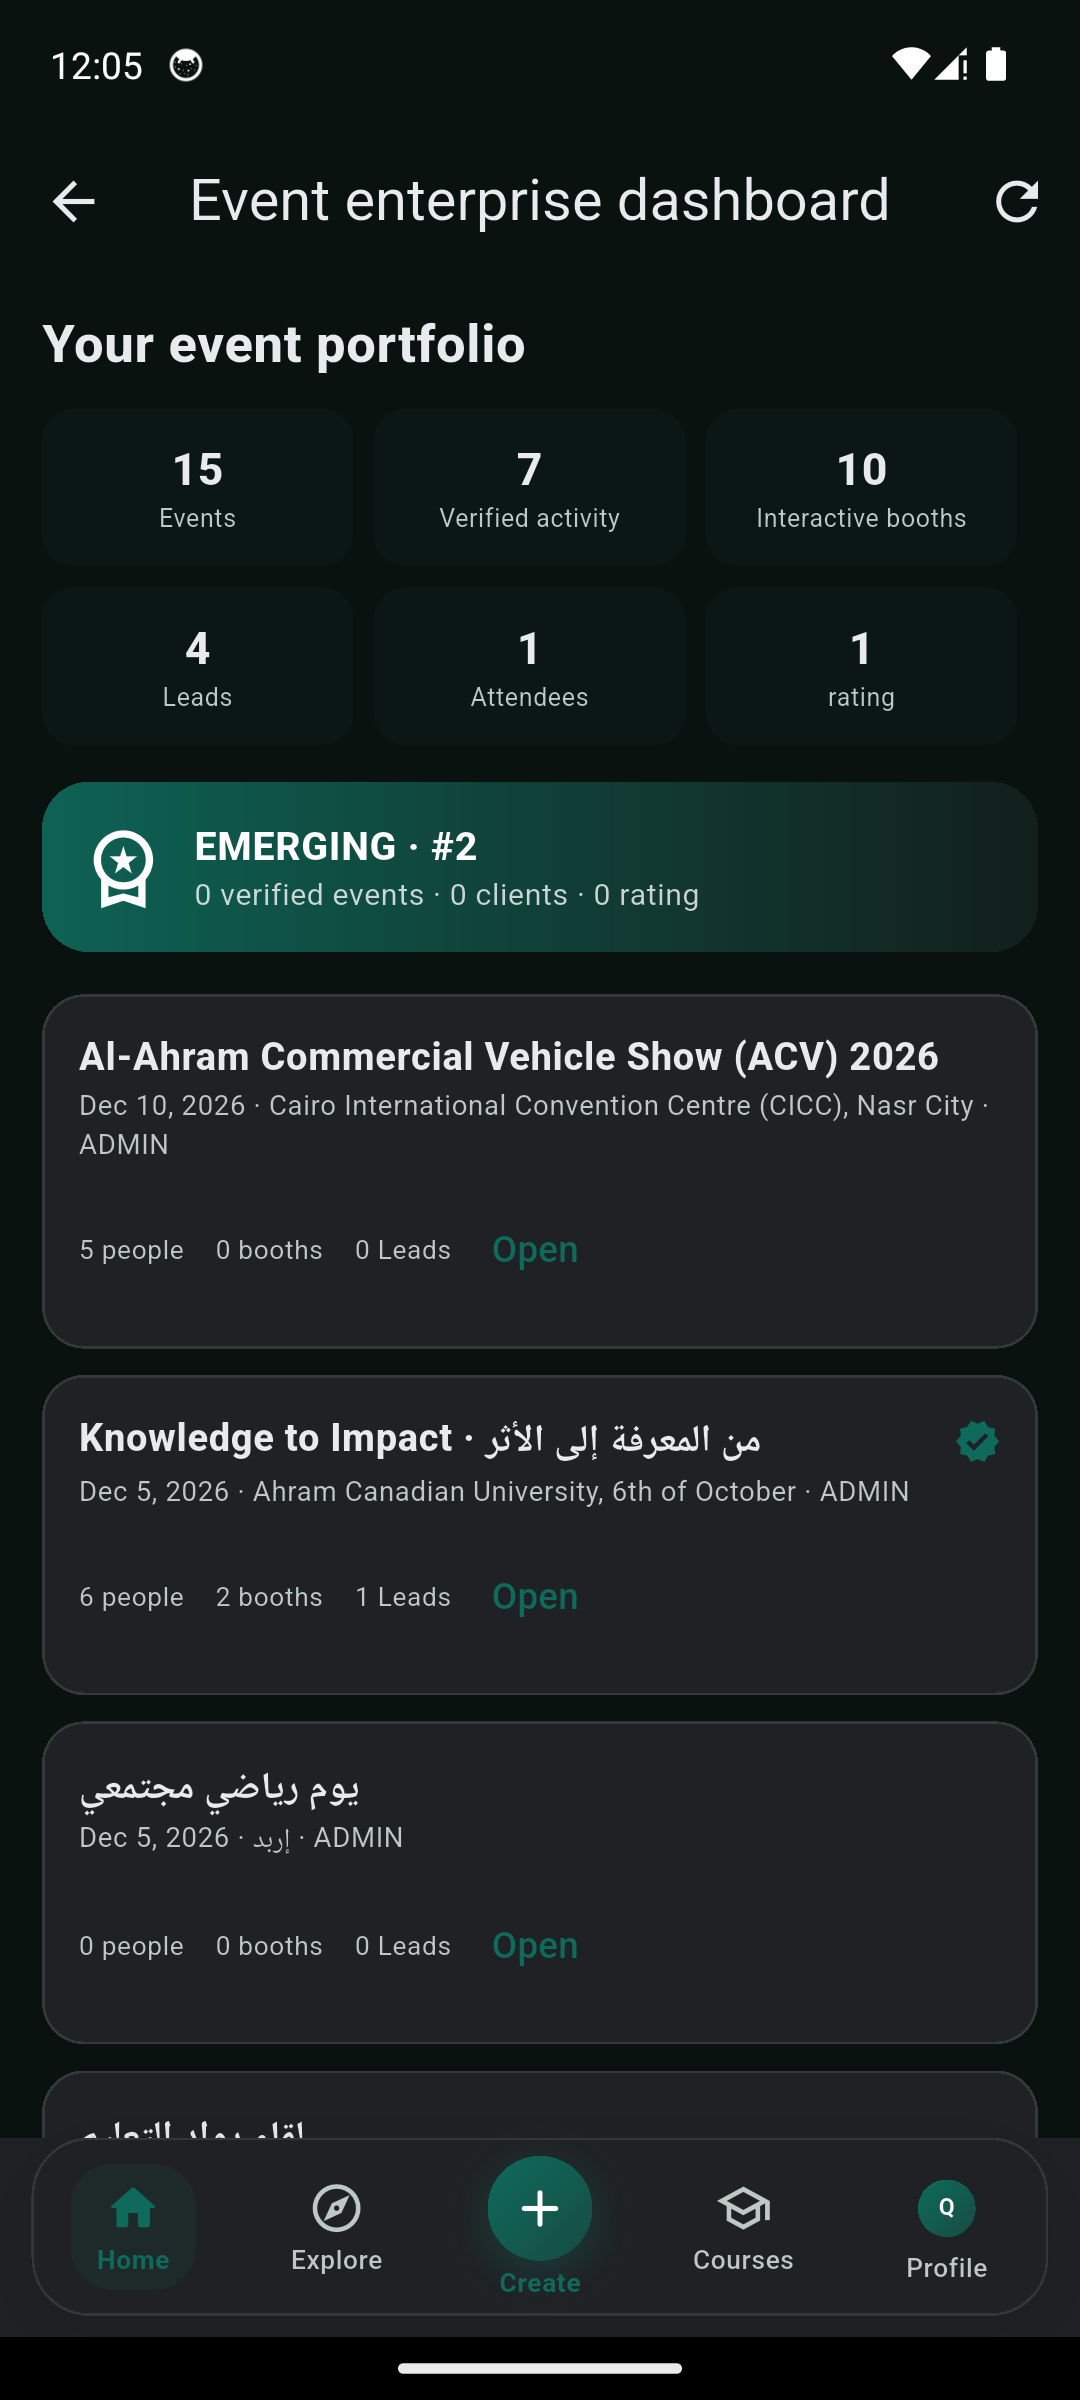 12:05
Event enterprise dashboard
Your event portfolio
15
Events
7
Verified activity
10
Interactive booths
4
Leads
1
Attendees
1
rating
EMERGING · #2
0 verified events · 0 clients · 0 rating
Al-Ahram Commercial Vehicle Show (ACV) 2026
Dec 10, 2026 · Cairo International Convention Centre (CICC), Nasr City ·
ADMIN
5 people 0 booths 0 Leads Open
Knowledge to Impact · من المعرفة إلى الأثر
Dec 5, 2026 · Ahram Canadian University, 6th of October · ADMIN
6 people 2 booths 1 Leads Open
يوم رياضي مجتمعي
Dec 5, 2026 · إربد · ADMIN
0 people 0 booths 0 Leads Open
Home
Explore
Create
Courses
Q
Profile